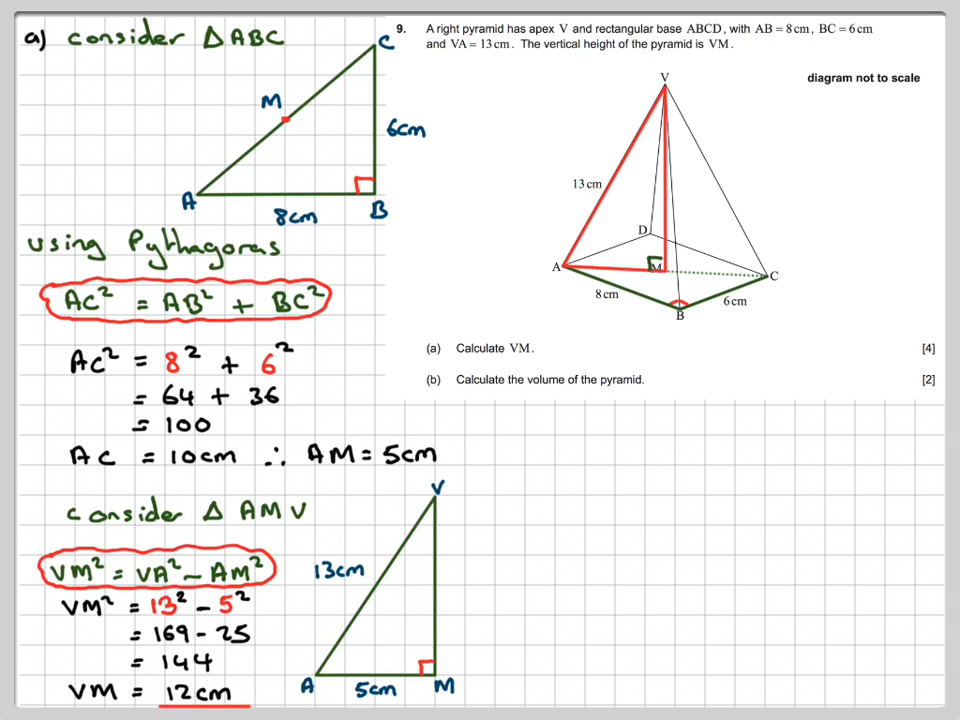 a) consider △ABC
C
M
6cm
A
8cm
B
using Pythagoras
AC² = AB² + BC²
AC² = 8² + 6²
= 64 + 36
= 100
AC = 10cm ∴ AM = 5cm
consider △ AMV
VM² = VA² - AM²
VM² = 13² - 5²
= 169 - 25
= 144
VM = 12cm
V
13cm
A
5cm
M
9. A right pyramid has apex V and rectangular base ABCD, with AB = 8 cm, BC = 6 cm
and VA = 13 cm. The vertical height of the pyramid is VM.
diagram not to scale
V
13 cm
D
A
M
C
8 cm
6 cm
B
(a) Calculate VM. [4]
(b) Calculate the volume of the pyramid. [2]